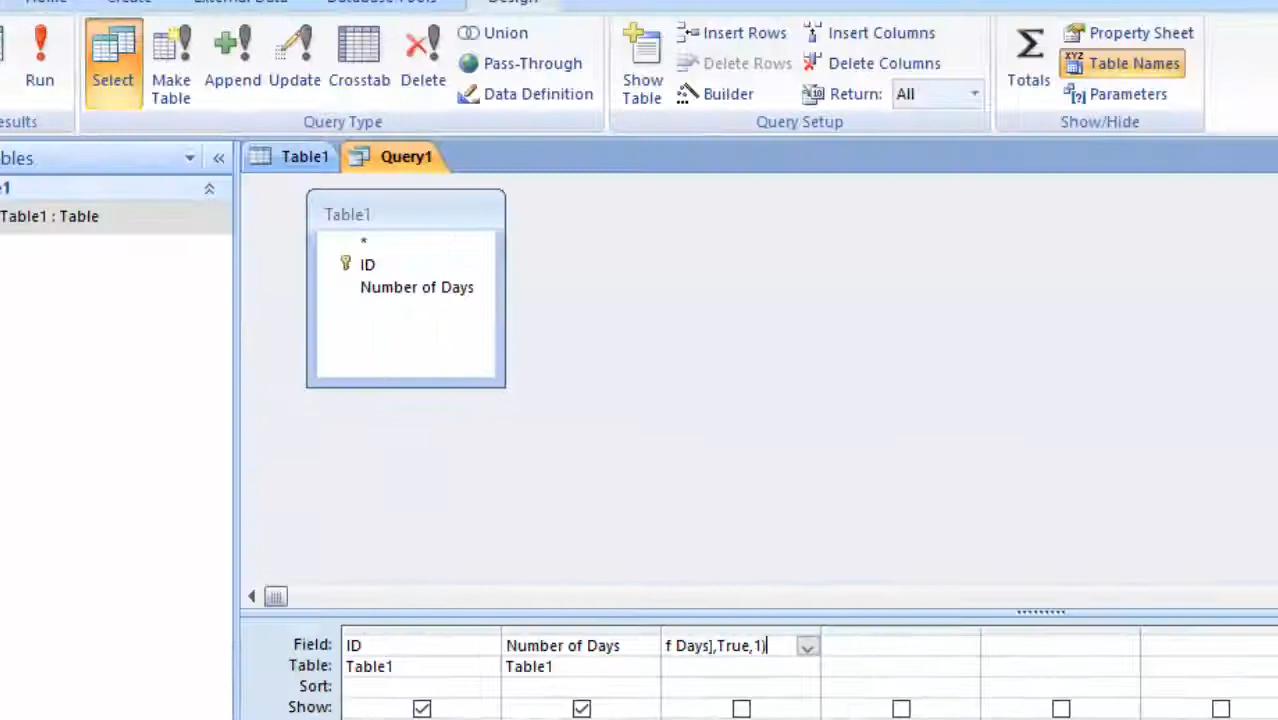 Design
Run
Select
Make
Table
Append
Update
Crosstab
Delete
Union
Pass-Through
Data Definition
Show
Table
Insert Rows
Delete Rows
Builder
Insert Columns
Delete Columns
Return: All
Totals
Property Sheet
Table Names
Parameters
esults
Query Type
Query Setup
Show/Hide
bles
e1
Table1 : Table
Table1
Query1
Table1
*
ID
Number of Days
Field: ID Number of Days f Days],True,1)
Table: Table1 Table1
Sort:
Show: